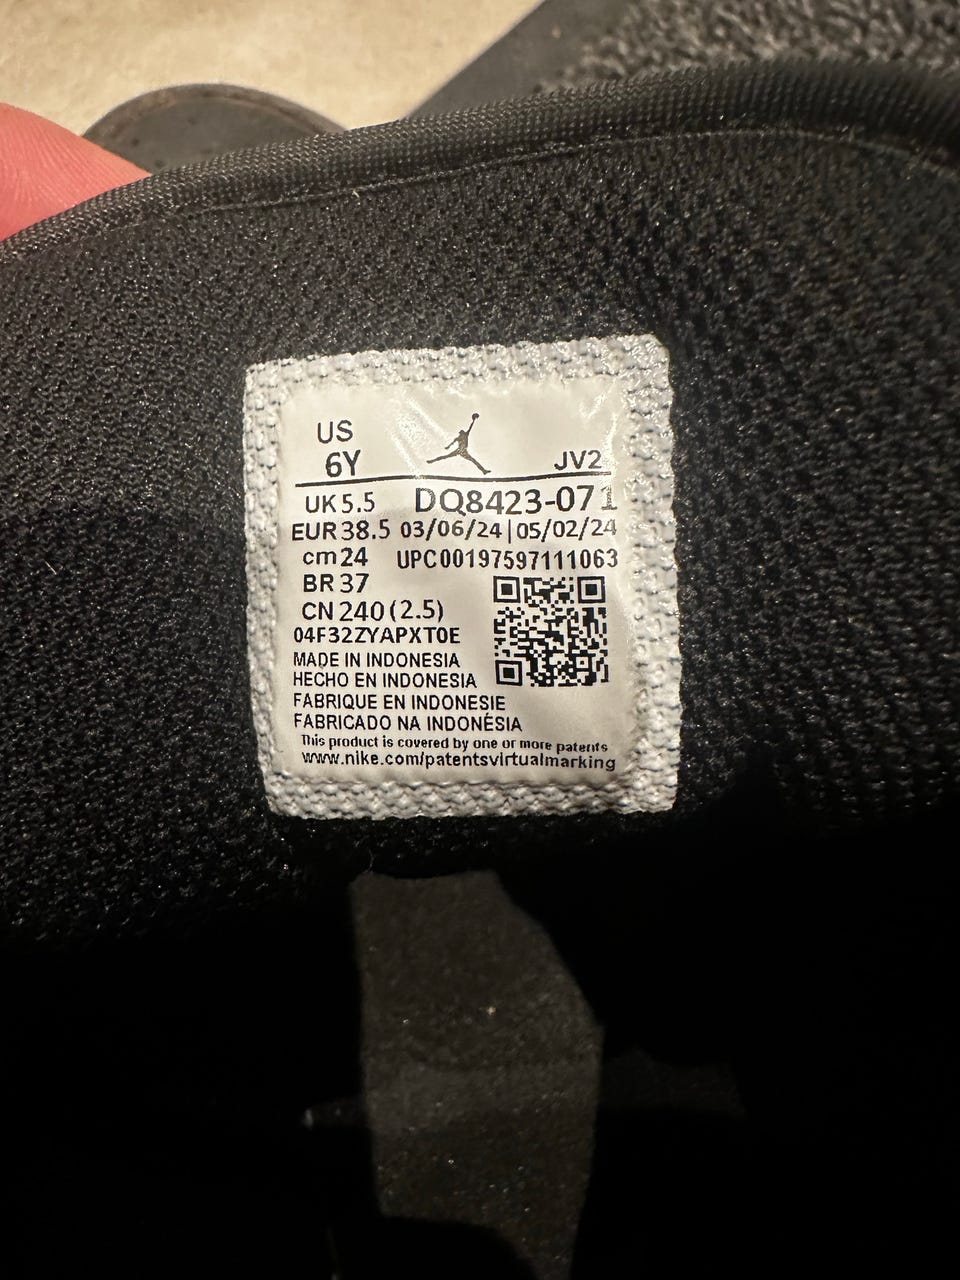 US
6Y
JV2
UK 5.5 DQ8423-071
EUR 38.5 03/06/24|05/02/24
cm 24 UPC001975971 11063
BR 37
CN 240 (2.5)
04F32ZYAPXT0E
MADE IN INDONESIA
HECHO EN INDONESIA
FABRIQUE EN INDONESIE
FABRICADO NA INDONÉSIA
This product is covered by one or more patents
www.nike.com/patentsvirtualmarking